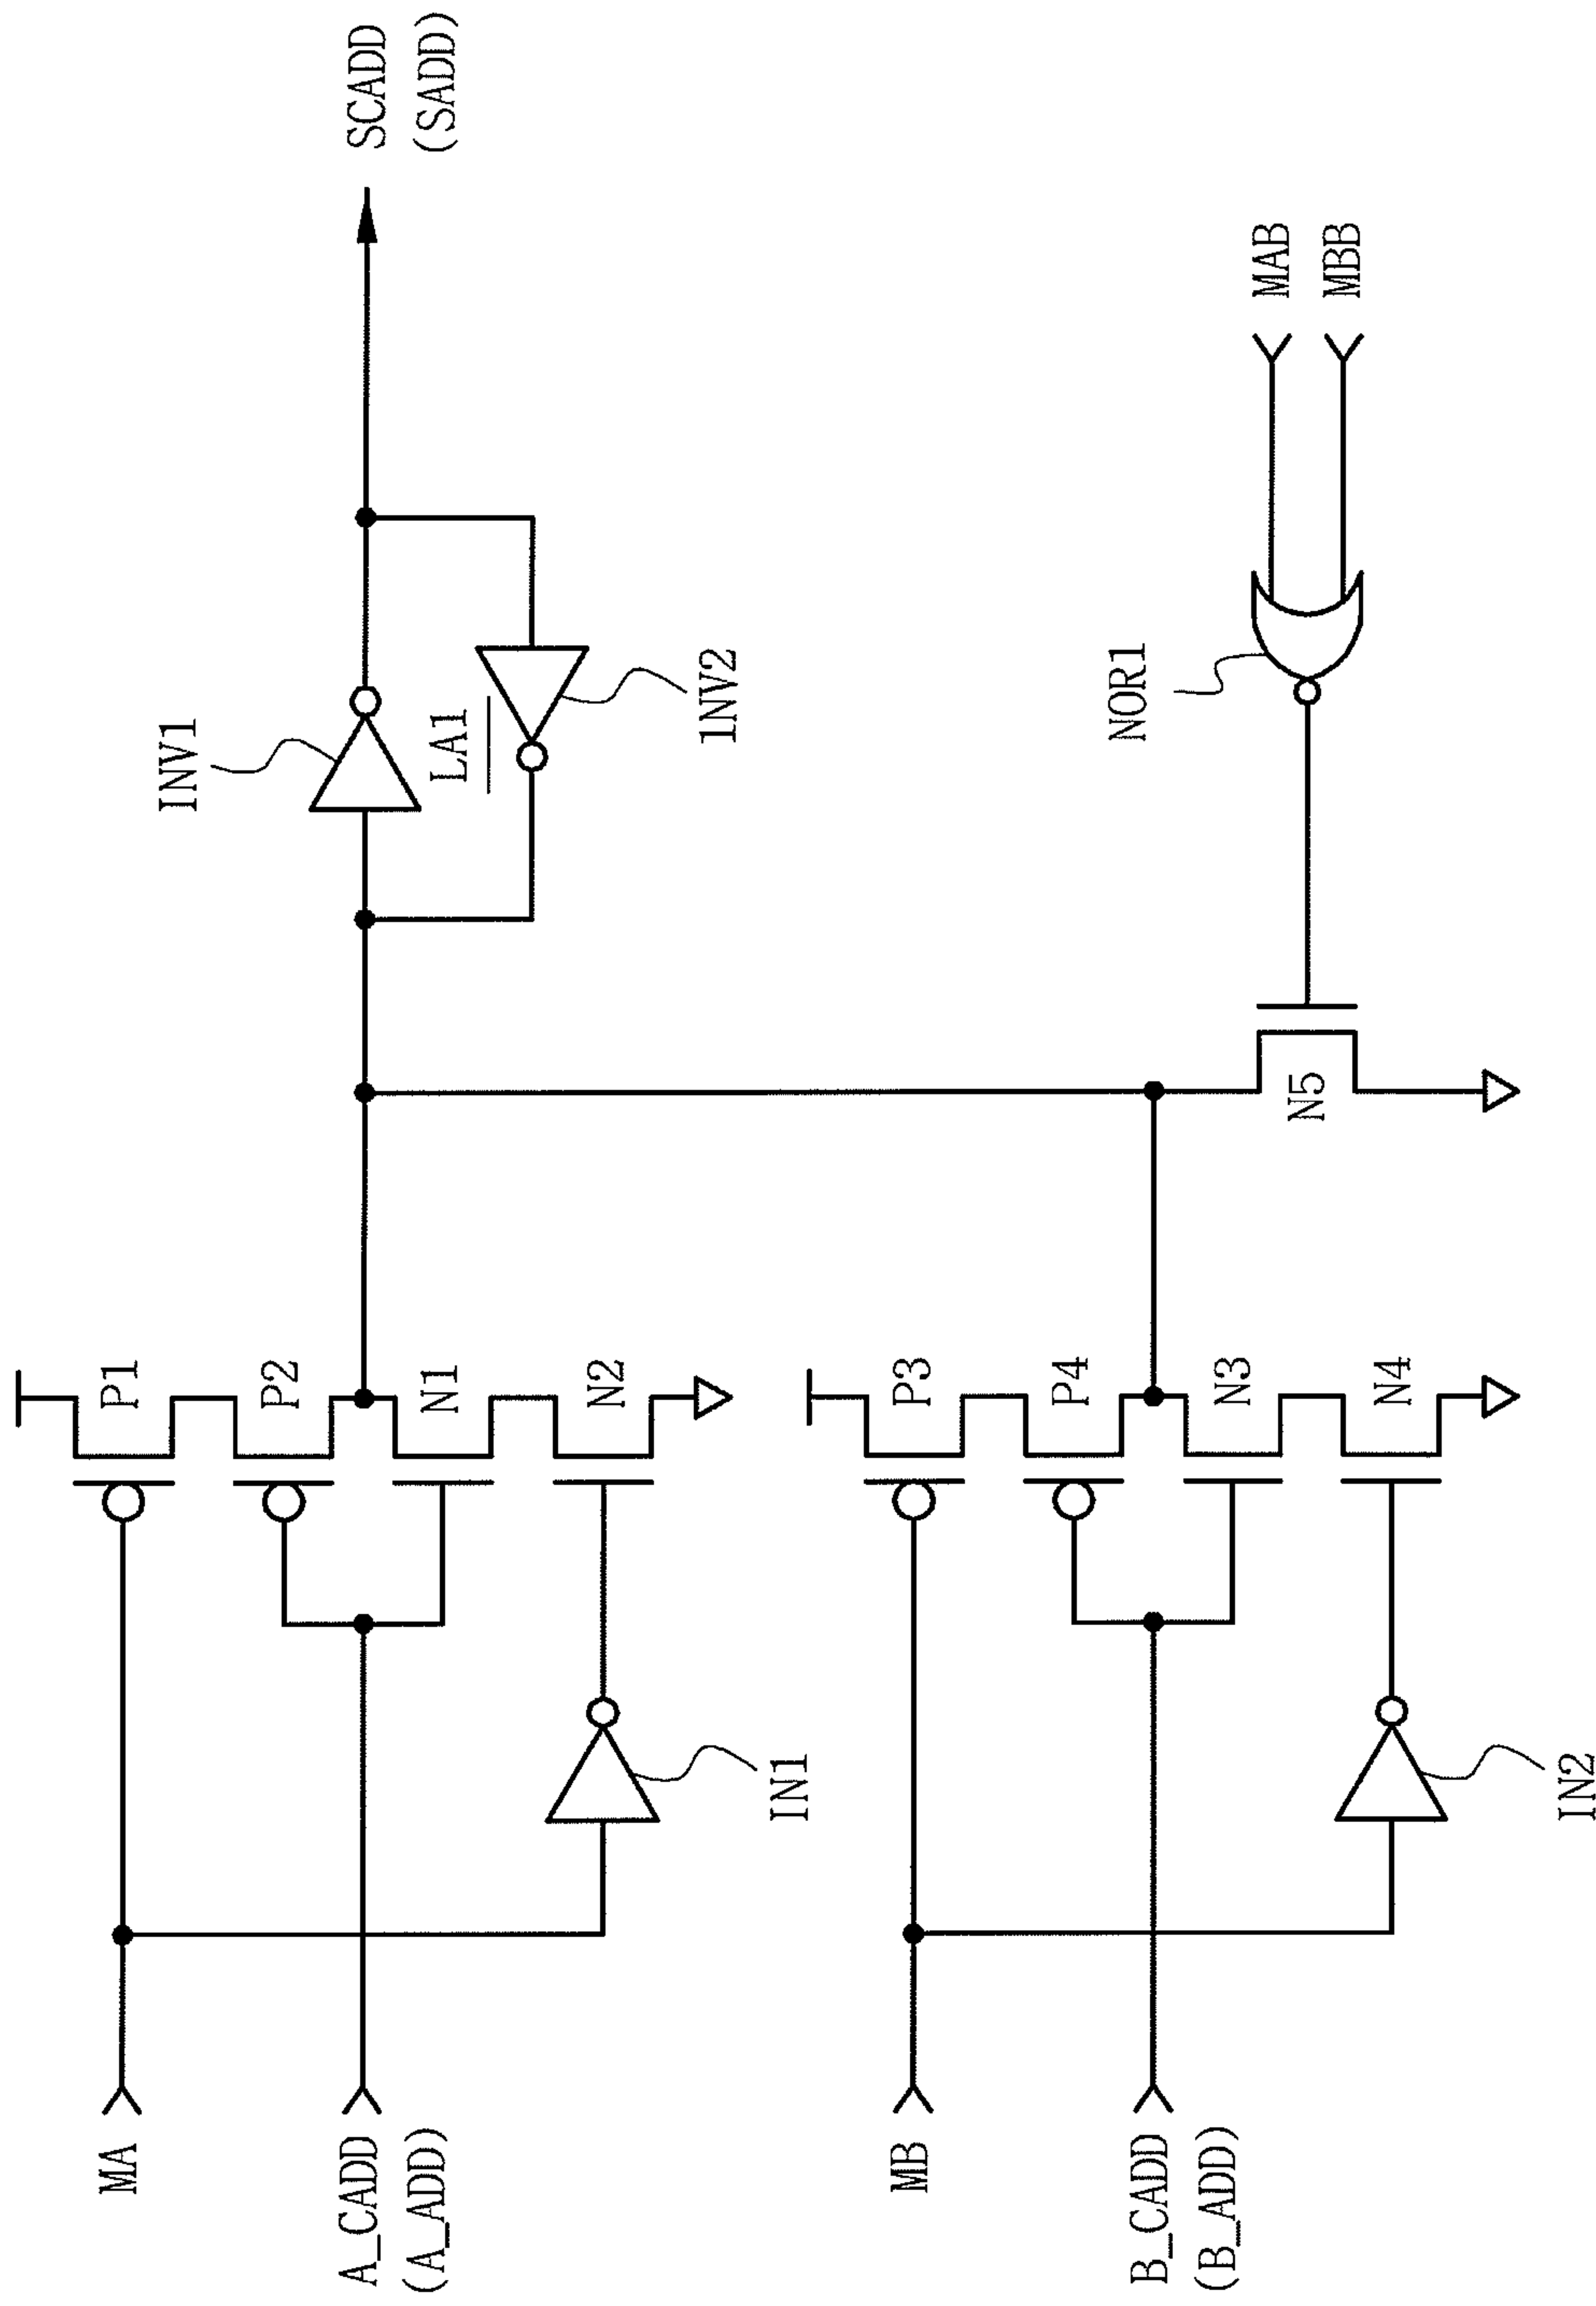 MA
A_CADD
(A_ADD)
P1
P2
N1
N2
IN1
MB
B_CADD
(B_ADD)
P3
P4
N3
N4
IN2
INV1
LA1
1NV2
SCADD
(SADD)
N5
NOR1
MAB
MBB